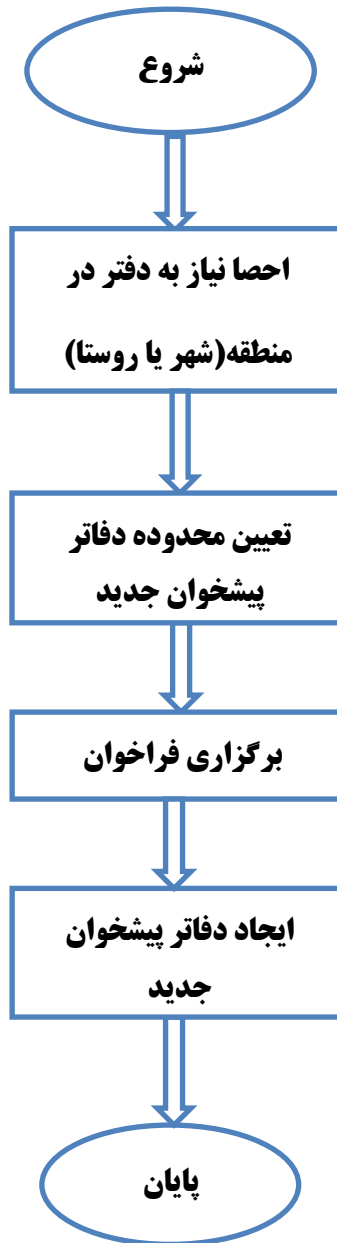 شروع
احصا نیاز به دفتر در
منطقه(شهر یا روستا)
تعیین محدوده دفاتر
پیشخوان جدید
برگزاری فراخوان
ایجاد دفاتر پیشخوان
جدید
پایان